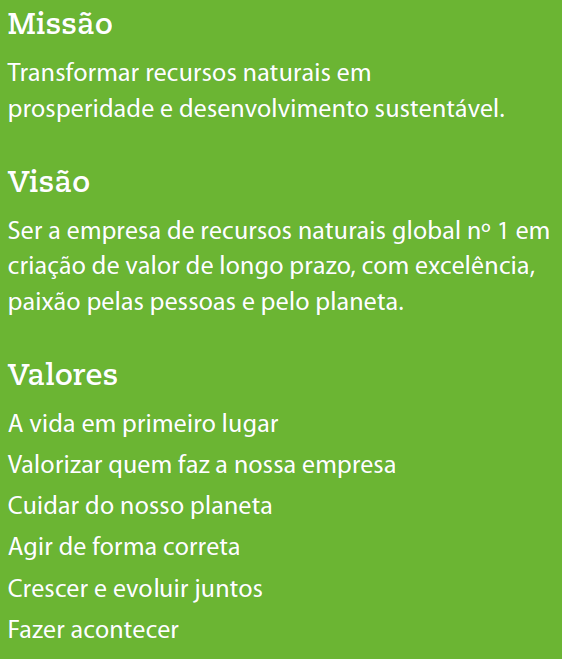 Missão
Transformar recursos naturais em
prosperidade e desenvolvimento sustentável.
Visão
Ser a empresa de recursos naturais global nº 1 em
criação de valor de longo prazo, com excelência,
paixão pelas pessoas e pelo planeta.
Valores
A vida em primeiro lugar
Valorizar quem faz a nossa empresa
Cuidar do nosso planeta
Agir de forma correta
Crescer e evoluir juntos
Fazer acontecer